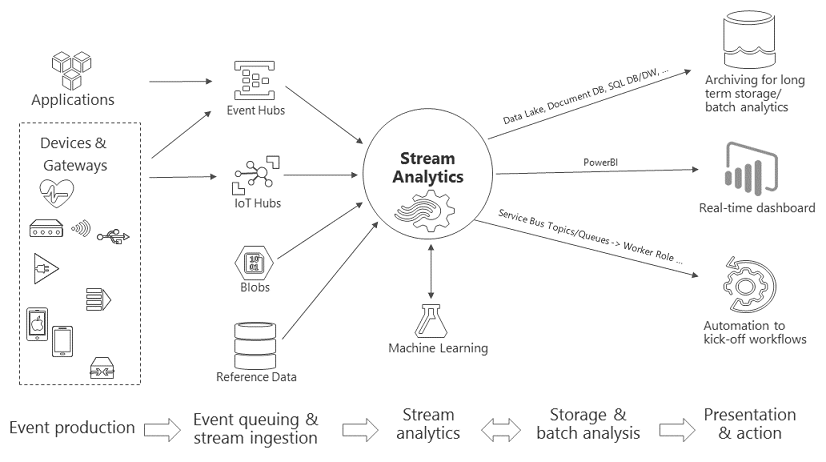 Applications
Devices &
Gateways
Event Hubs
IoT Hubs
10
01
Blobs
Reference Data
Stream
Analytics
Machine Learning
Data Lake, Document DB, SQL DB/DW, ...
PowerBI
Service Bus Topics/Queues -> Worker Role ...
Archiving for long
term storage/
batch analytics
Real-time dashboard
Automation to
kick-off workflows
Event production
Event queuing &
stream ingestion
Stream
analytics
Storage &
batch analysis
Presentation
& action